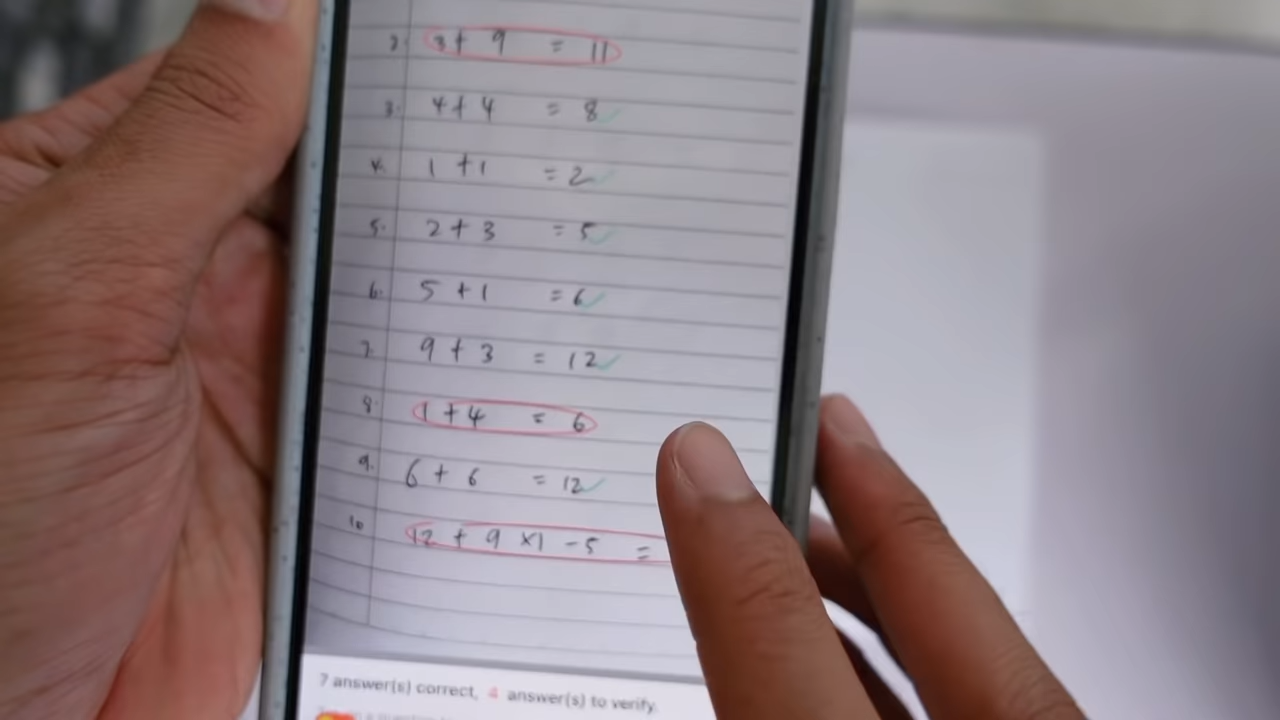 2. 3 + 9 = 11
3. 4 + 4 = 8
4. 1 + 1 = 2
5. 2 + 3 = 5
6. 5 + 1 = 6
7. 9 + 3 = 12
8. 1 + 4 = 6
9. 6 + 6 = 12
10 12 + 9 x 1 - 5 =
7 answer(s) correct, 4 answer(s) to verify.